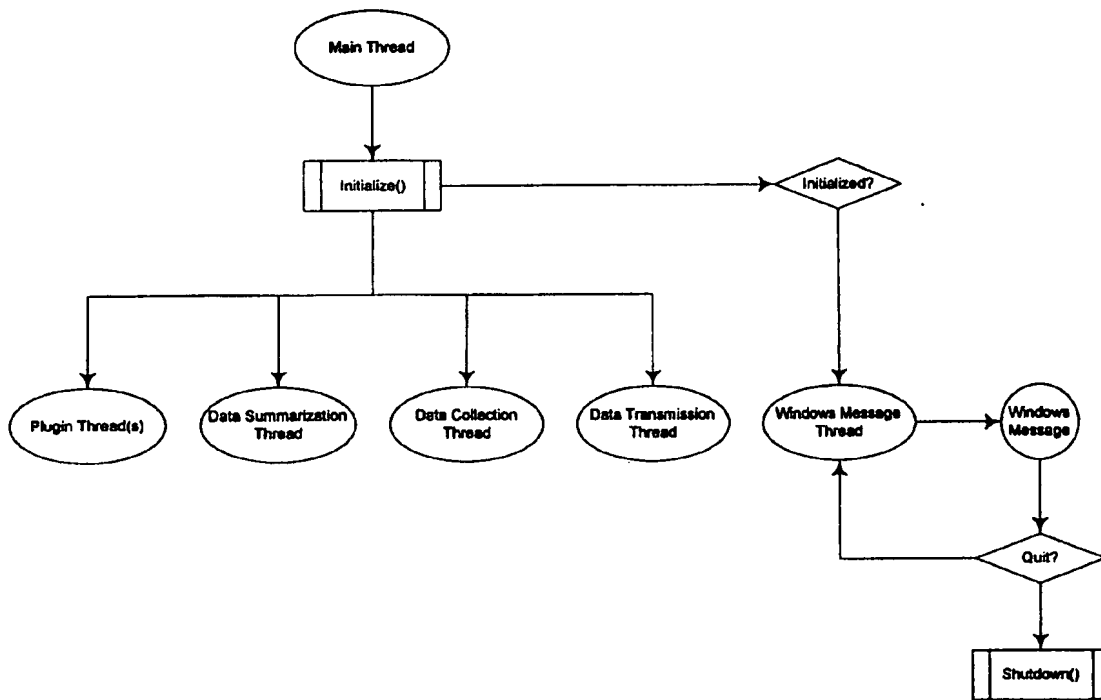 Main Thread
Initialize()
Initialized?
Plugin Thread(s)
Data Summarization
Thread
Data Collection
Thread
Data Transmission
Thread
Windows Message
Thread
Windows
Message
Quit?
Shutdown()